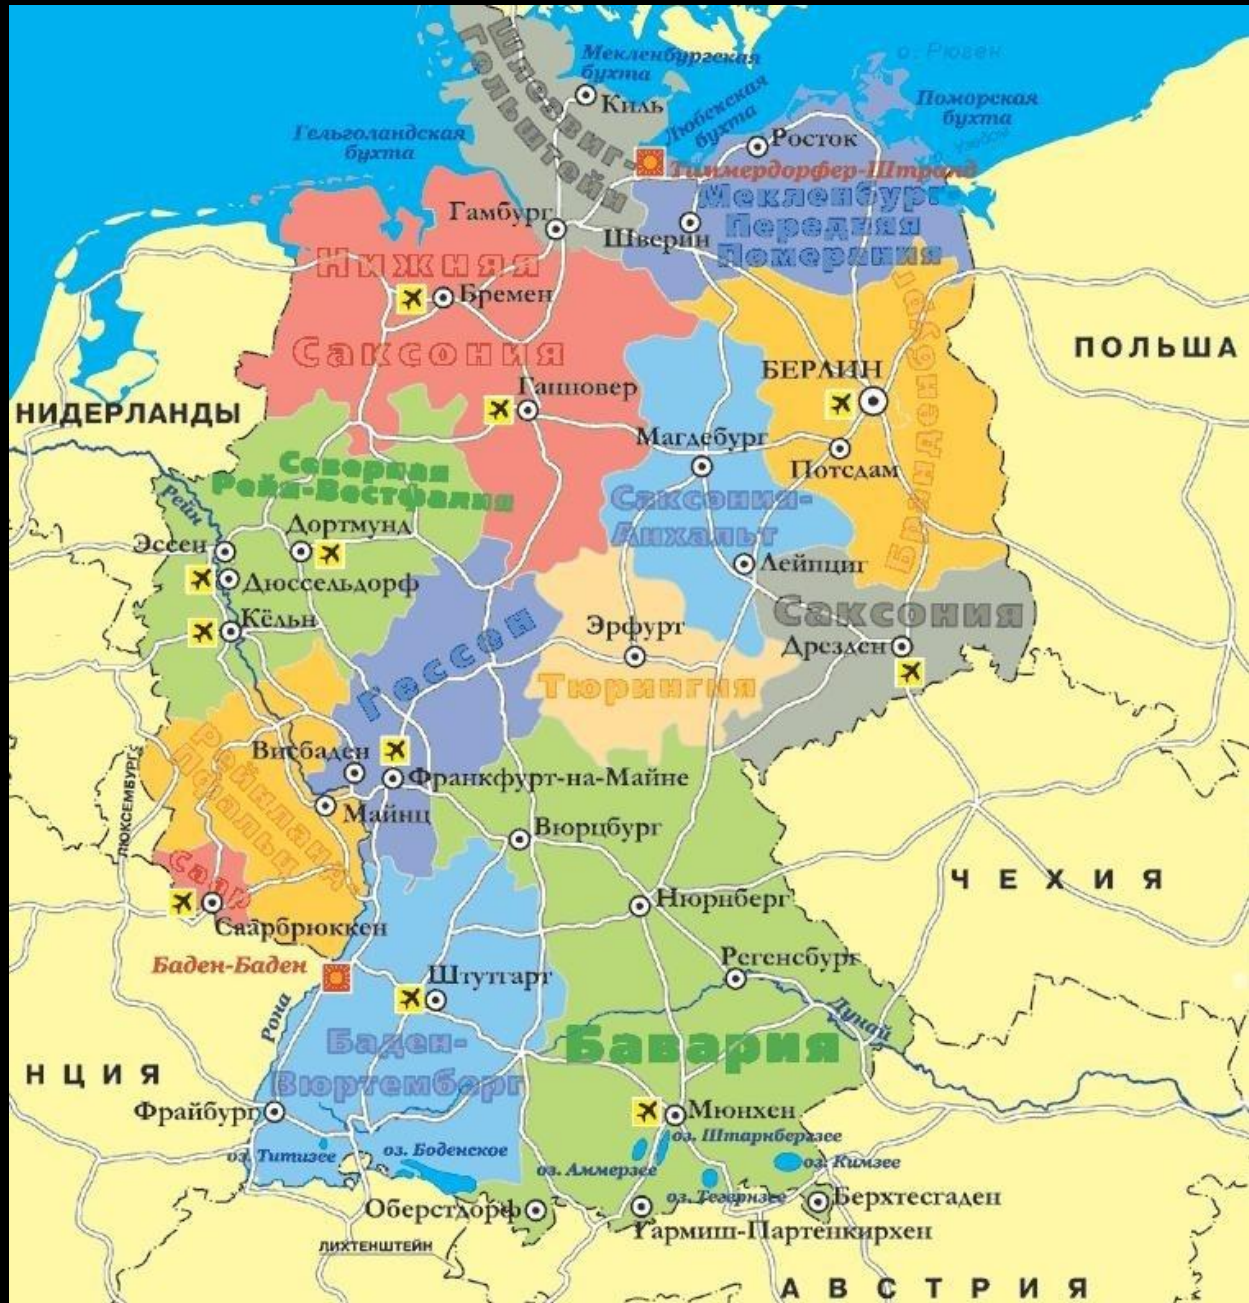 Шлезвиг-
Гольштейн
Мекленбургская
бухта
Киль
Любекская
бухта
о. Рюген
Поморская
бухта
Гельголандская
бухта
Росток
Тиммердорфер-Штранд
Мекленбург
Передняя
Померания
Гамбург
Шверин
Нижняя
Саксония
Бремен
Бранденбург
ПОЛЬША
БЕРЛИН
Ганновер
НИДЕРЛАНДЫ
Магдебург
Потсдам
Северная
Рейн-Вестфалия
Рейн
Саксония-
Анхальт
Дортмунд
Эссен
Дюссельдорф
Лейпциг
Кёльн
Саксония
Эрфурт
Дрезден
Гессен
Тюрингия
Висбаден
Рейнланд
Пфальц
Франкфурт-на-Майне
Майнц
ЛЮКСЕМБУРГ
Вюрцбург
Саар
ЧЕХИЯ
Нюрнберг
Саарбрюккен
Баден-Баден
Штутгарт
Регенсбург
Рона
Дунай
Баден-
Вюртемберг
Бавария
НЦИЯ
Фрайбург
Мюнхен
оз. Штарнбергзее
оз. Титизее
оз. Боденское
оз. Аммерзее
оз. Кимзее
оз. Тегернзее
Оберстдорф
Берхтесгаден
Гармиш-Партенкирхен
ЛИХТЕНШТЕЙН
АВСТРИЯ